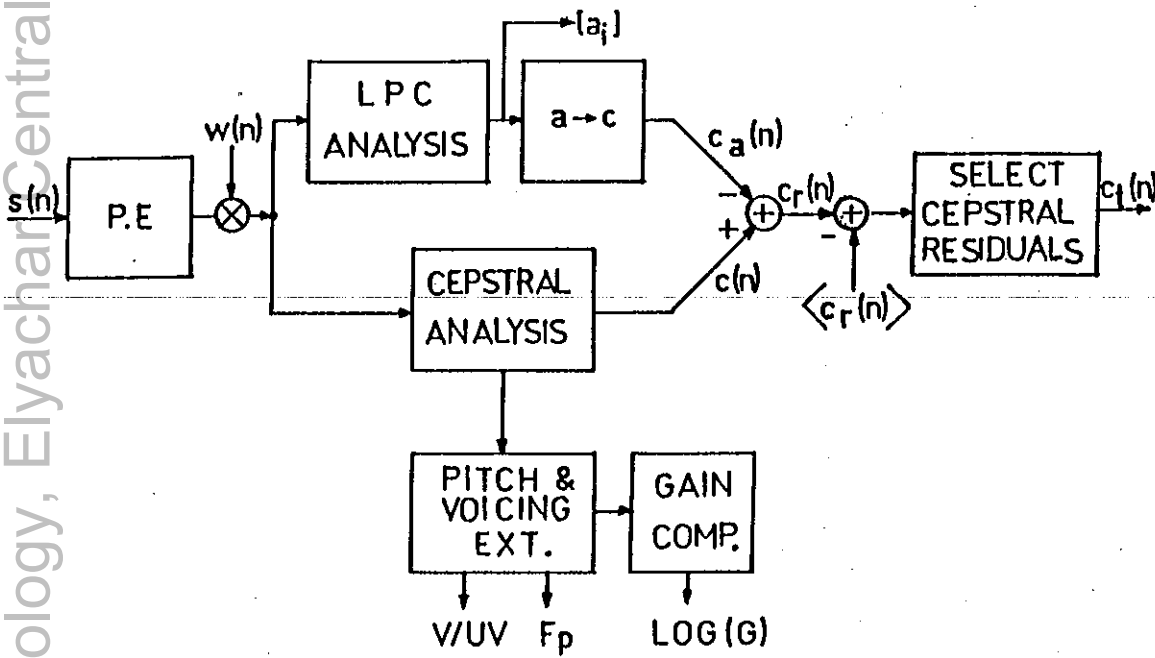 [a_i]
LPC
ANALYSIS
a→c
w(n)
s(n)
P.E
c_a(n)
-
+
+
c_r(n)
+
-
SELECT
CEPSTRAL
RESIDUALS
c_t(n)
CEPSTRAL
ANALYSIS
c(n)
<c_r(n)>
PITCH &
VOICING
EXT.
GAIN
COMP.
V/UV
F_p
LOG(G)
ology, Elyachar Central